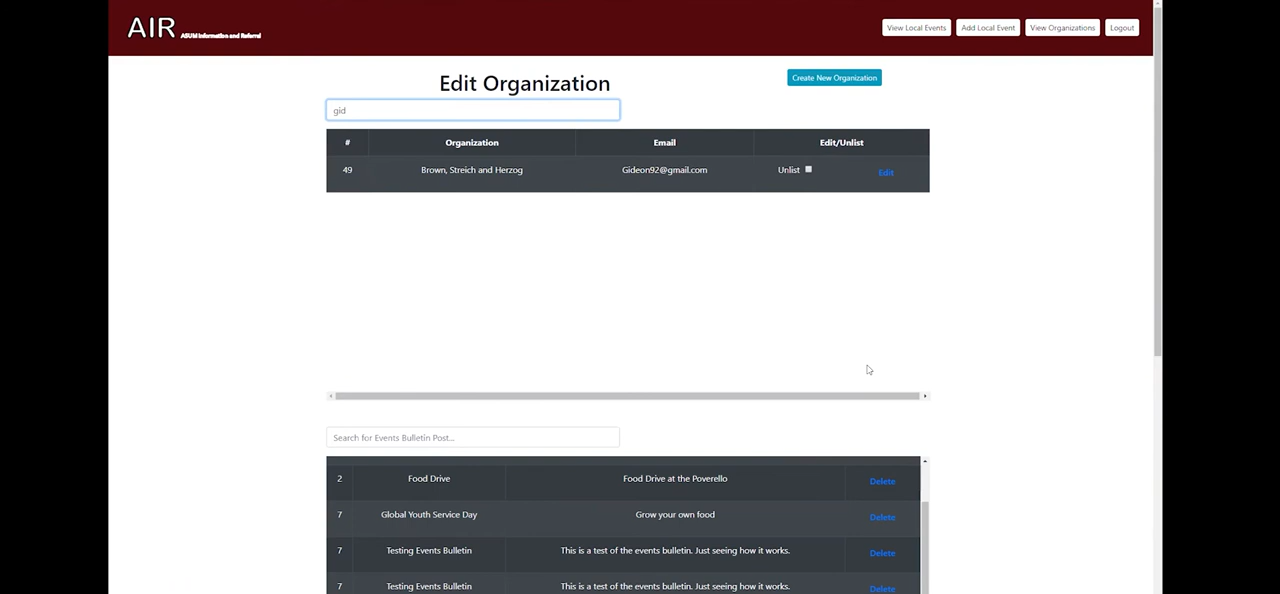 AIR ASUM Information and Referral
View Local Events Add Local Event View Organizations Logout
Edit Organization
Create New Organization
gid
# Organization Email Edit/Unlist
49 Brown, Streich and Herzog Gideon92@gmail.com Unlist Edit
Search for Events Bulletin Post...
2 Food Drive Food Drive at the Poverello Delete
7 Global Youth Service Day Grow your own food Delete
7 Testing Events Bulletin This is a test of the events bulletin. Just seeing how it works. Delete
7 Testing Events Bulletin This is a test of the events bulletin. Just seeing how it works. Delete